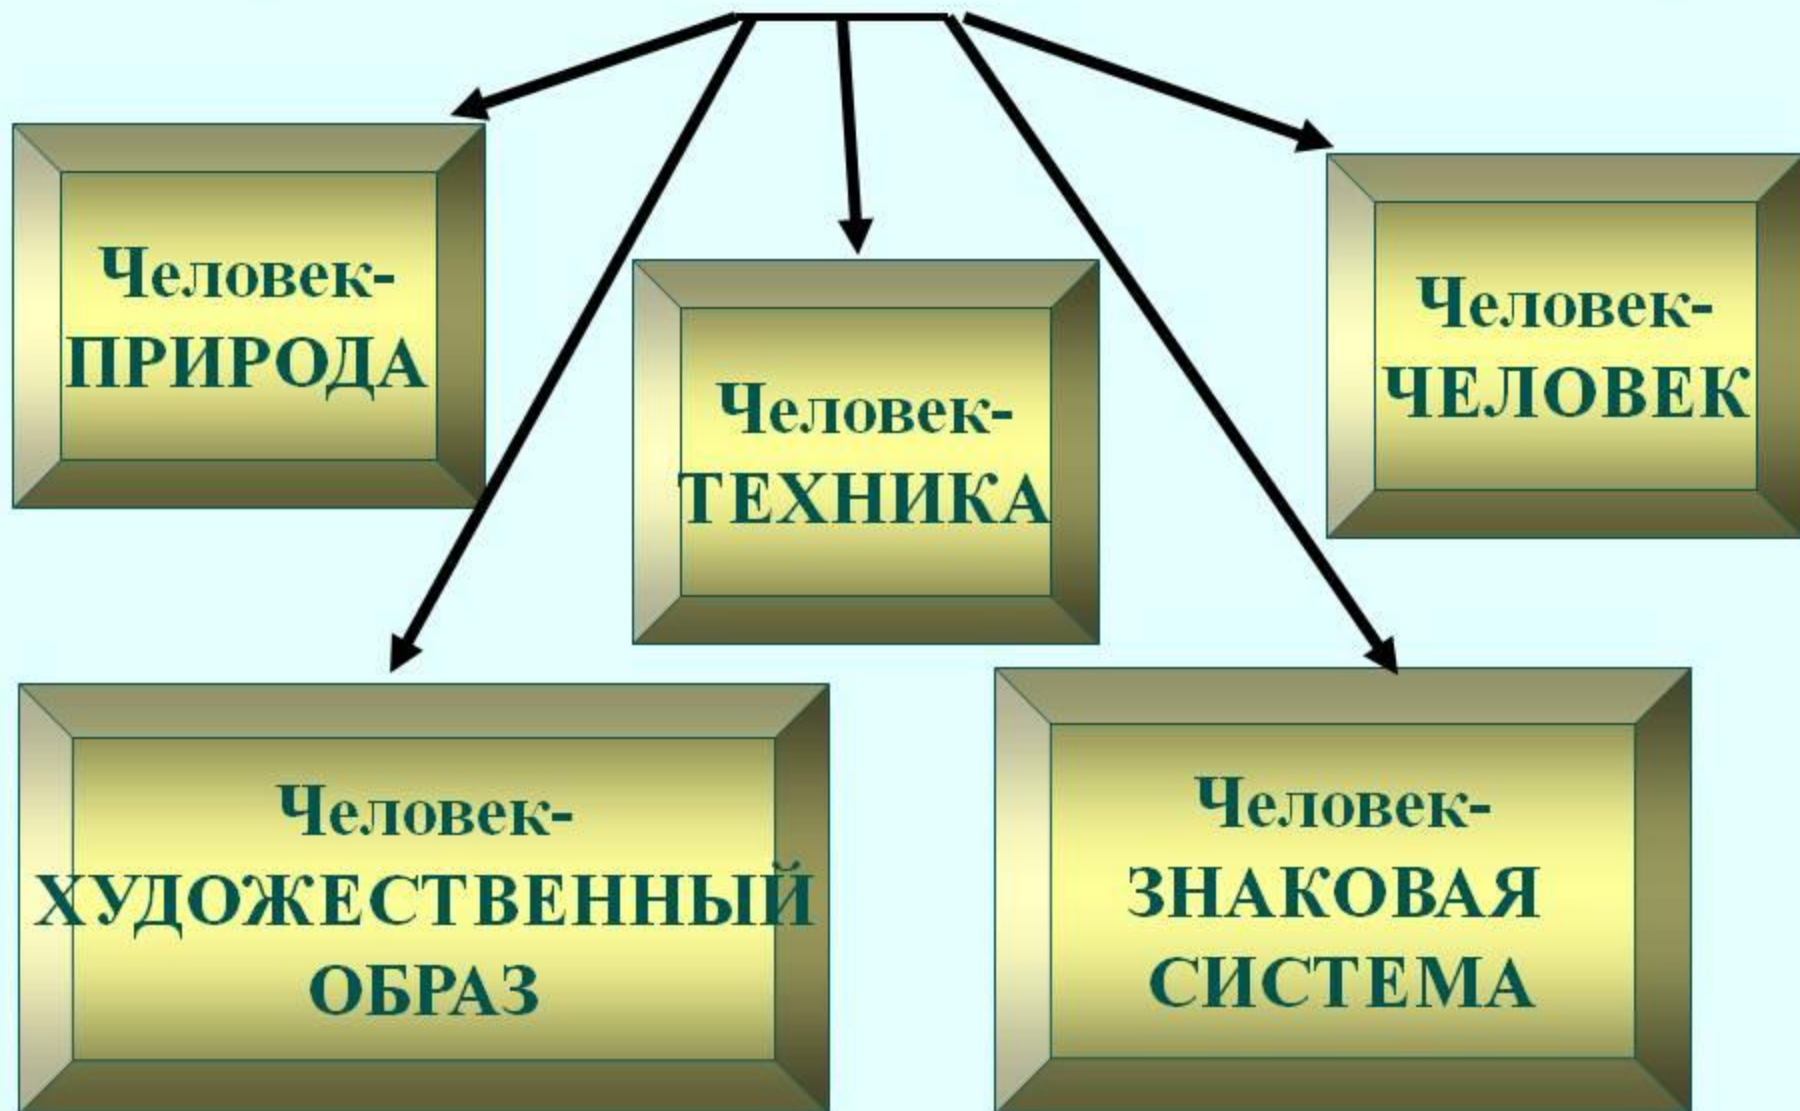 Человек-
ПРИРОДА
Человек-
ТЕХНИКА
Человек-
ЧЕЛОВЕК
Человек-
ХУДОЖЕСТВЕННЫЙ
ОБРАЗ
Человек-
ЗНАКОВАЯ
СИСТЕМА